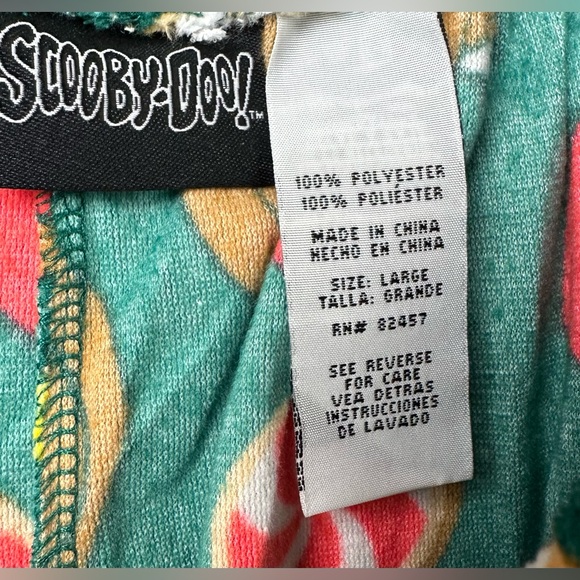 SCOOBY-DOO!™
100% POLYESTER
100% POLIÉSTER
MADE IN CHINA
HECHO EN CHINA
SIZE: LARGE
TALLA: GRANDE
RN# 82457
SEE REVERSE
FOR CARE
VEA DETRAS
INSTRUCCIONES
DE LAVADO